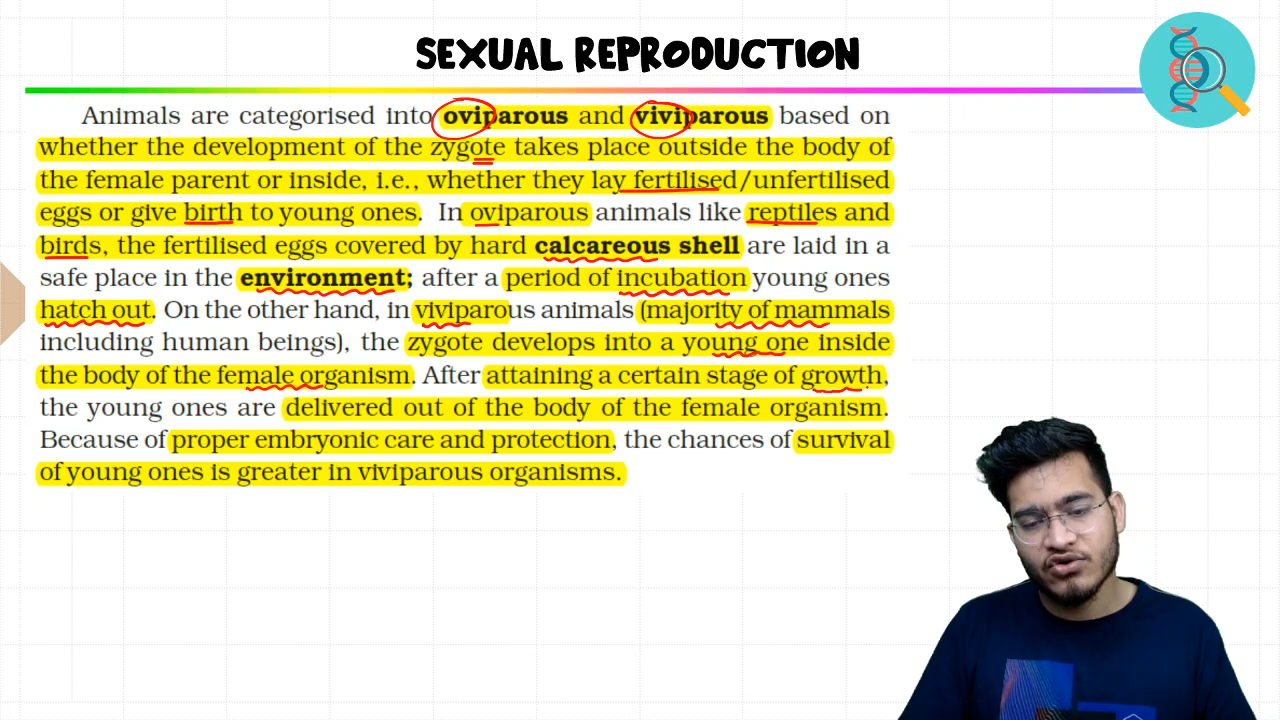 SEXUAL REPRODUCTION
Animals are categorised into oviparous and viviparous based on
whether the development of the zygote takes place outside the body of
the female parent or inside, i.e., whether they lay fertilised/unfertilised
eggs or give birth to young ones. In oviparous animals like reptiles and
birds, the fertilised eggs covered by hard calcareous shell are laid in a
safe place in the environment; after a period of incubation young ones
hatch out. On the other hand, in viviparous animals (majority of mammals
including human beings), the zygote develops into a young one inside
the body of the female organism. After attaining a certain stage of growth,
the young ones are delivered out of the body of the female organism.
Because of proper embryonic care and protection, the chances of survival
of young ones is greater in viviparous organisms.